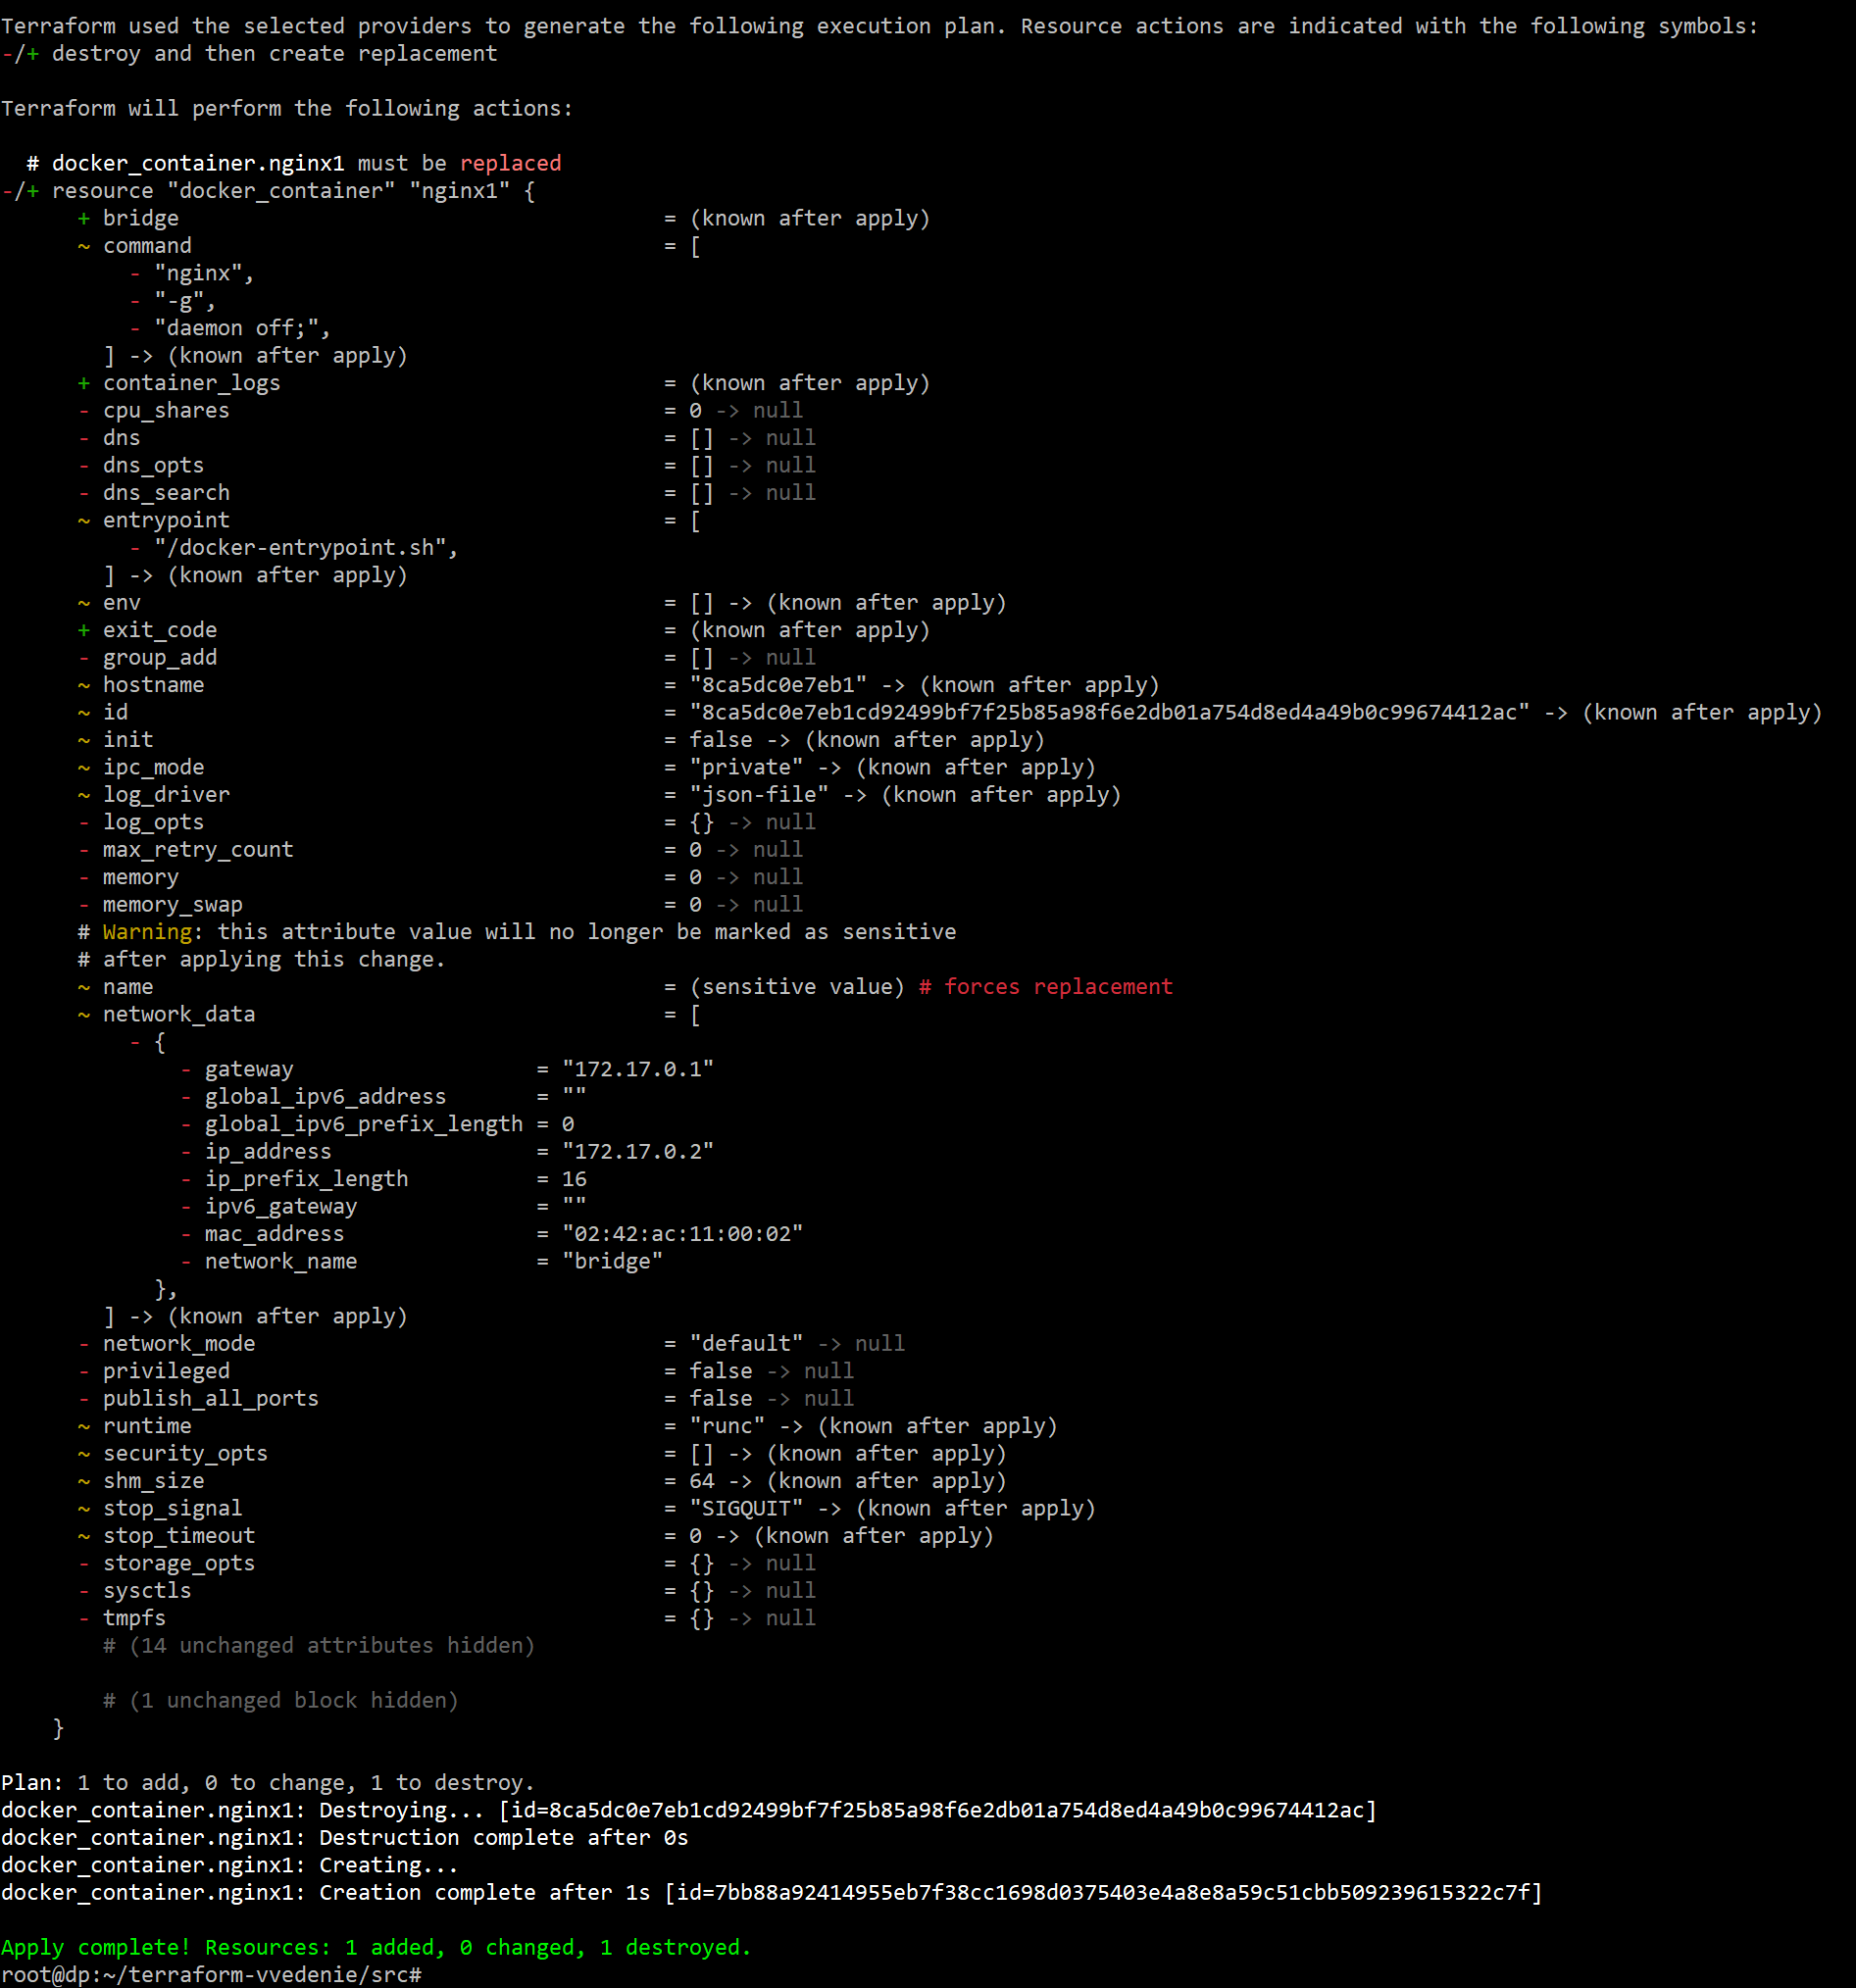 Terraform used the selected providers to generate the following execution plan. Resource actions are indicated with the following symbols:
-/+ destroy and then create replacement

Terraform will perform the following actions:

  # docker_container.nginx1 must be replaced
-/+ resource "docker_container" "nginx1" {
      + bridge                                      = (known after apply)
      ~ command                                     = [
          - "nginx",
          - "-g",
          - "daemon off;",
        ] -> (known after apply)
      + container_logs                              = (known after apply)
      - cpu_shares                                  = 0 -> null
      - dns                                         = [] -> null
      - dns_opts                                    = [] -> null
      - dns_search                                  = [] -> null
      ~ entrypoint                                  = [
          - "/docker-entrypoint.sh",
        ] -> (known after apply)
      ~ env                                         = [] -> (known after apply)
      + exit_code                                   = (known after apply)
      - group_add                                   = [] -> null
      ~ hostname                                    = "8ca5dc0e7eb1" -> (known after apply)
      ~ id                                          = "8ca5dc0e7eb1cd92499bf7f25b85a98f6e2db01a754d8ed4a49b0c99674412ac" -> (known after apply)
      ~ init                                        = false -> (known after apply)
      ~ ipc_mode                                    = "private" -> (known after apply)
      ~ log_driver                                  = "json-file" -> (known after apply)
      - log_opts                                    = {} -> null
      - max_retry_count                             = 0 -> null
      - memory                                      = 0 -> null
      - memory_swap                                 = 0 -> null
      # Warning: this attribute value will no longer be marked as sensitive
      # after applying this change.
      ~ name                                        = (sensitive value) # forces replacement
      ~ network_data                                = [
          - {
              - gateway                   = "172.17.0.1"
              - global_ipv6_address       = ""
              - global_ipv6_prefix_length = 0
              - ip_address                = "172.17.0.2"
              - ip_prefix_length          = 16
              - ipv6_gateway              = ""
              - mac_address               = "02:42:ac:11:00:02"
              - network_name              = "bridge"
            },
        ] -> (known after apply)
      - network_mode                                = "default" -> null
      - privileged                                  = false -> null
      - publish_all_ports                           = false -> null
      ~ runtime                                     = "runc" -> (known after apply)
      ~ security_opts                               = [] -> (known after apply)
      ~ shm_size                                    = 64 -> (known after apply)
      ~ stop_signal                                 = "SIGQUIT" -> (known after apply)
      ~ stop_timeout                                = 0 -> (known after apply)
      - storage_opts                                = {} -> null
      - sysctls                                     = {} -> null
      - tmpfs                                       = {} -> null
        # (14 unchanged attributes hidden)

        # (1 unchanged block hidden)
    }

Plan: 1 to add, 0 to change, 1 to destroy.
docker_container.nginx1: Destroying... [id=8ca5dc0e7eb1cd92499bf7f25b85a98f6e2db01a754d8ed4a49b0c99674412ac]
docker_container.nginx1: Destruction complete after 0s
docker_container.nginx1: Creating...
docker_container.nginx1: Creation complete after 1s [id=7bb88a92414955eb7f38cc1698d0375403e4a8e8a59c51cbb509239615322c7f]

Apply complete! Resources: 1 added, 0 changed, 1 destroyed.
root@dp:~/terraform-vvedenie/src#